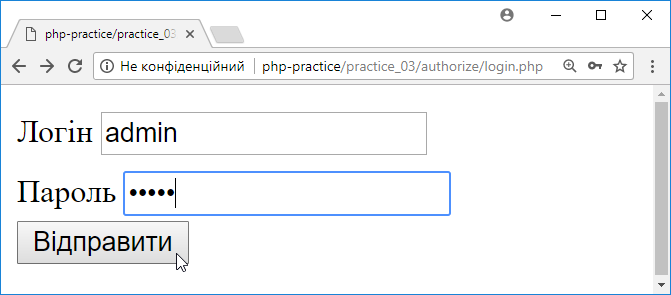 php-practice/practice_03
Не конфіденційний php-practice/practice_03/authorize/login.php
Логін admin
Пароль •••••
Відправити